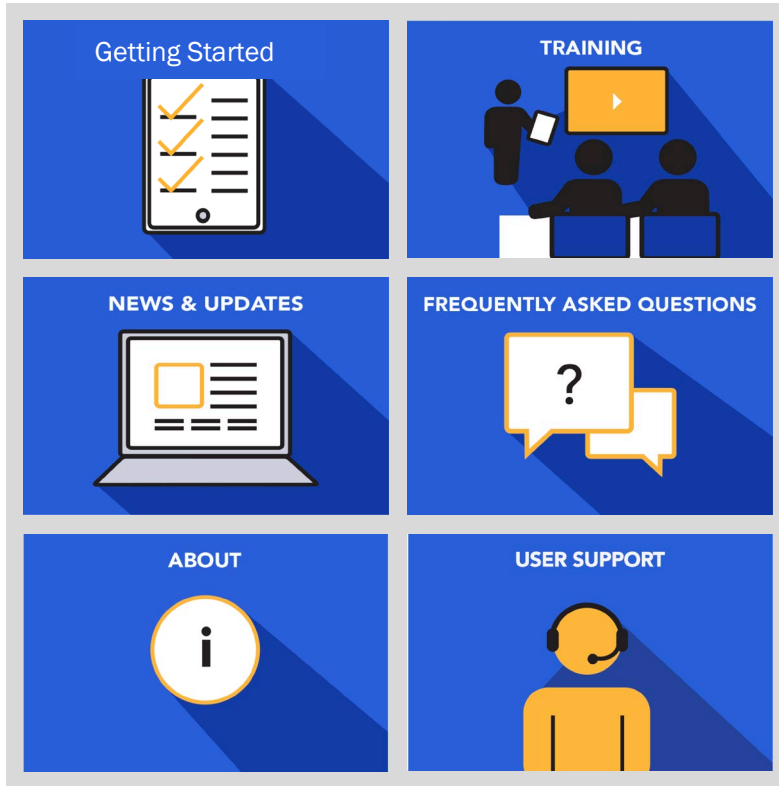 Getting Started
TRAINING
NEWS & UPDATES
FREQUENTLY ASKED QUESTIONS
?
ABOUT
i
USER SUPPORT